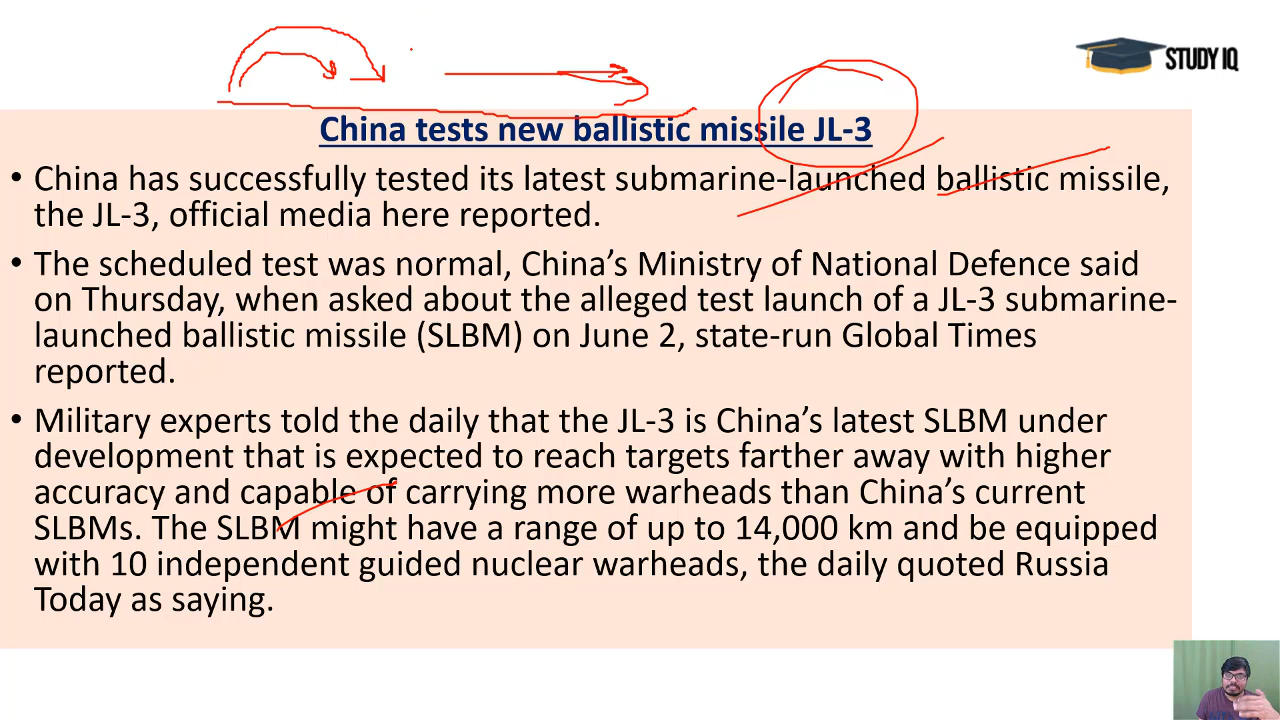 STUDY IQ
China tests new ballistic missile JL-3
• China has successfully tested its latest submarine-launched ballistic missile,
the JL-3, official media here reported.
• The scheduled test was normal, China’s Ministry of National Defence said
on Thursday, when asked about the alleged test launch of a JL-3 submarine-
launched ballistic missile (SLBM) on June 2, state-run Global Times
reported.
• Military experts told the daily that the JL-3 is China’s latest SLBM under
development that is expected to reach targets farther away with higher
accuracy and capable of carrying more warheads than China’s current
SLBMs. The SLBM might have a range of up to 14,000 km and be equipped
with 10 independent guided nuclear warheads, the daily quoted Russia
Today as saying.